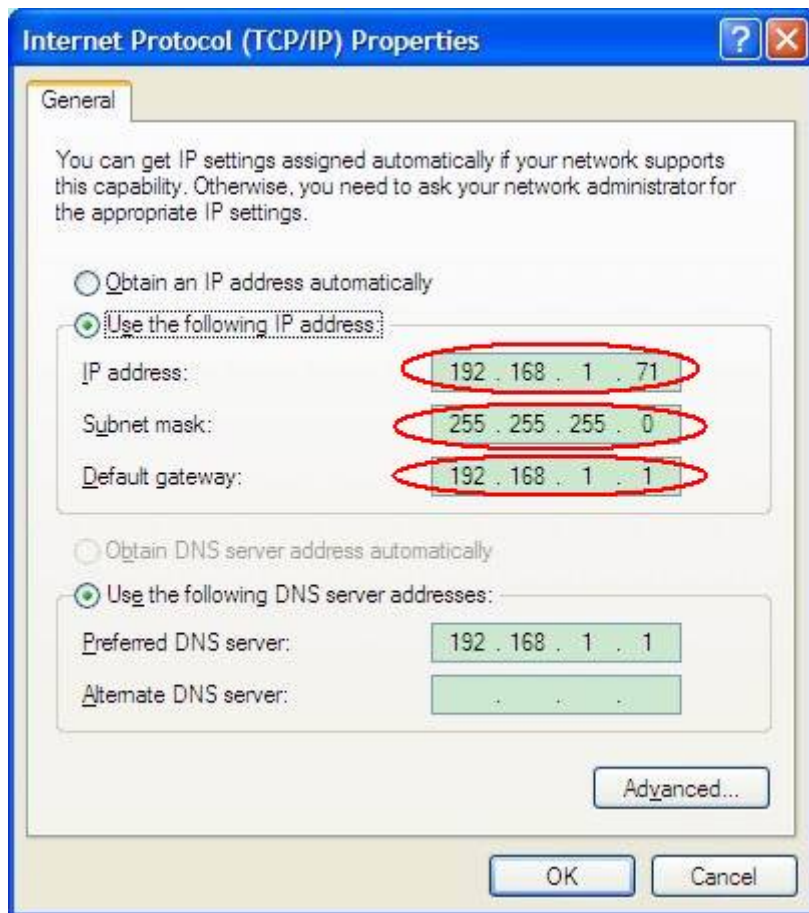 Internet Protocol (TCP/IP) Properties
General
You can get IP settings assigned automatically if your network supports
this capability. Otherwise, you need to ask your network administrator for
the appropriate IP settings.
Obtain an IP address automatically
Use the following IP address:
IP address: 192 . 168 . 1 . 71
Subnet mask: 255 . 255 . 255 . 0
Default gateway: 192 . 168 . 1 . 1
Obtain DNS server address automatically
Use the following DNS server addresses:
Preferred DNS server: 192 . 168 . 1 . 1
Alternate DNS server: . . .
Advanced...
OK Cancel